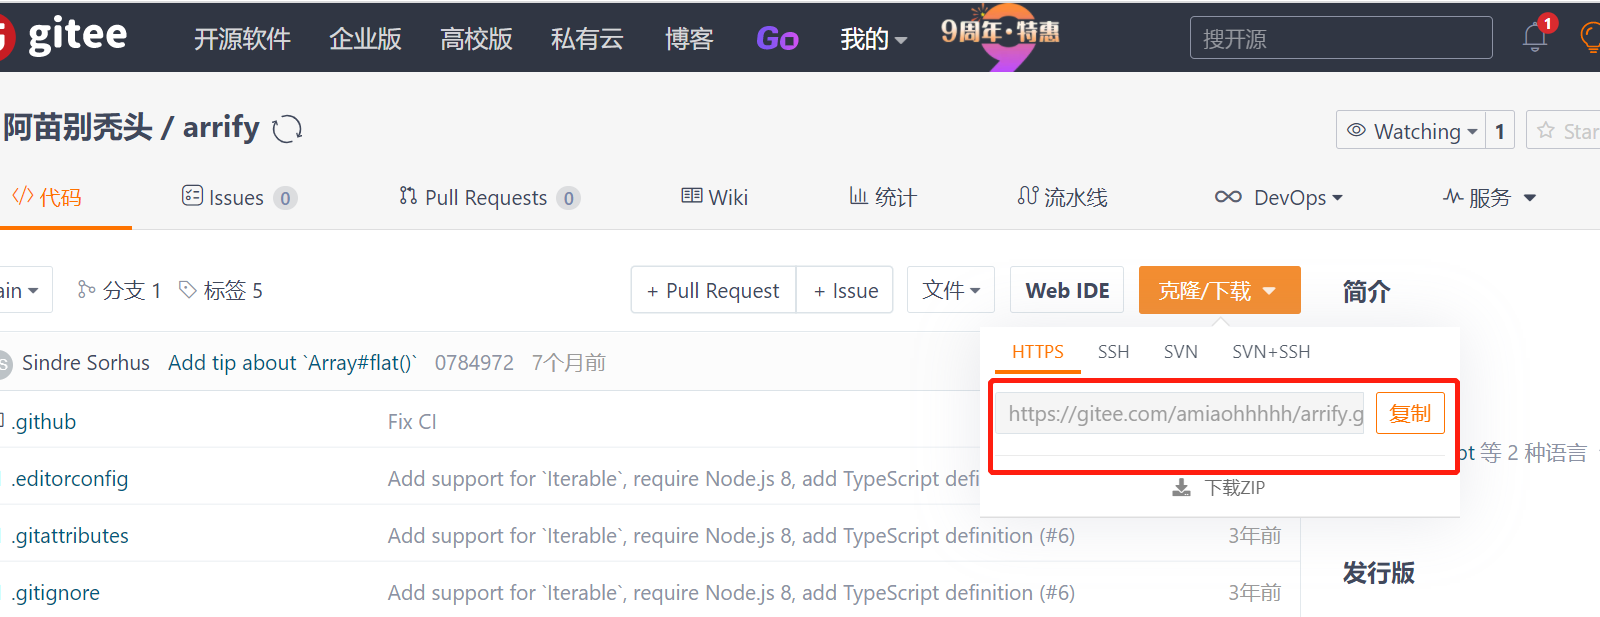 gitee 开源软件 企业版 高校版 私有云 博客 Go 我的 9周年·特惠 搜开源 1
阿苗别秃头 / arrify Watching 1 Star
代码 Issues 0 Pull Requests 0 Wiki 统计 流水线 DevOps 服务
ain 分支 1 标签 5 + Pull Request + Issue 文件 Web IDE 克隆/下载 简介
HTTPS SSH SVN SVN+SSH
Sindre Sorhus Add tip about `Array#flat()` 0784972 7个月前
https://gitee.com/amiaohhhhh/arrify.g 复制
.github Fix CI
pt 等 2 种语言
.editorconfig Add support for `Iterable`, require Node.js 8, add TypeScript defi
下载ZIP
.gitattributes Add support for `Iterable`, require Node.js 8, add TypeScript definition (#6) 3年前
发行版
.gitignore Add support for `Iterable`, require Node.js 8, add TypeScript definition (#6) 3年前